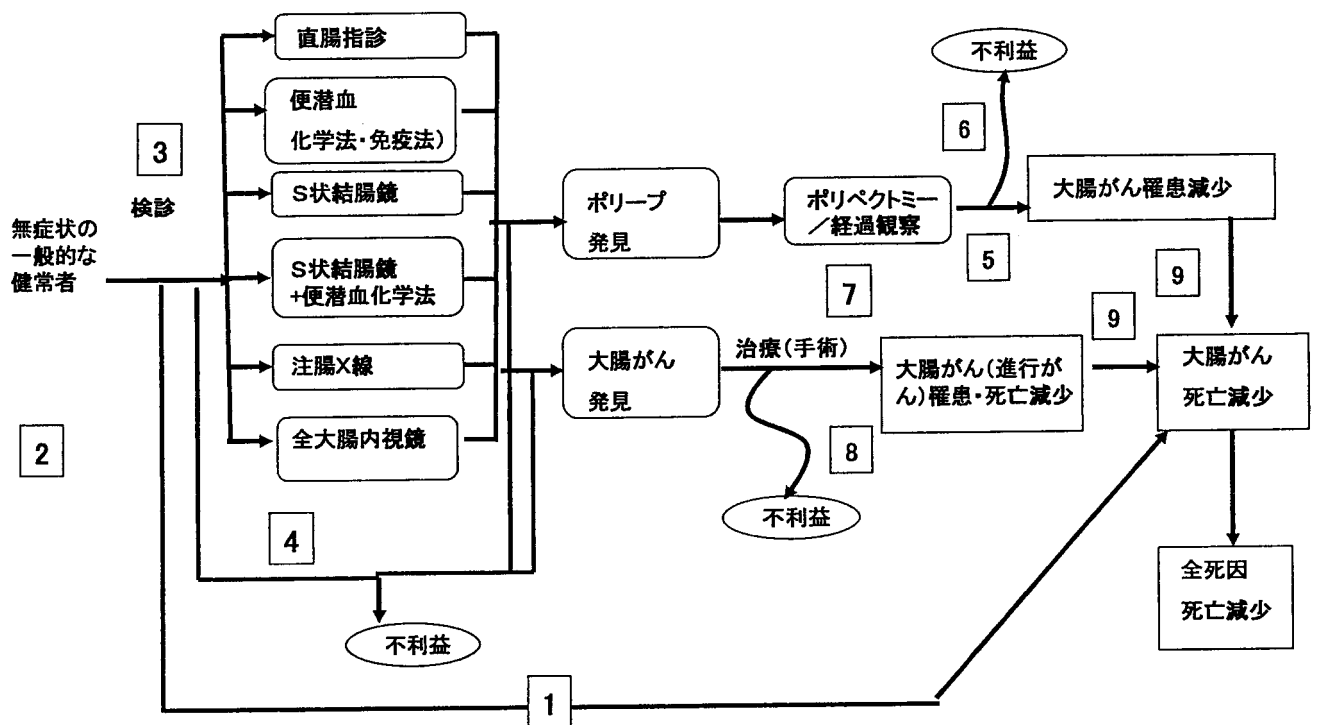 無症状の
一般的な
健常者
2
3
検診
直腸指診
便潜血
化学法・免疫法)
S状結腸鏡
S状結腸鏡
+便潜血化学法
注腸X線
全大腸内視鏡
4
不利益
1
ポリープ
発見
ポリペクトミー
/経過観察
5
6
不利益
大腸がん罹患減少
9
大腸がん
発見
7
治療(手術)
8
不利益
大腸がん(進行が
ん)罹患・死亡減少
9
大腸がん
死亡減少
全死因
死亡減少